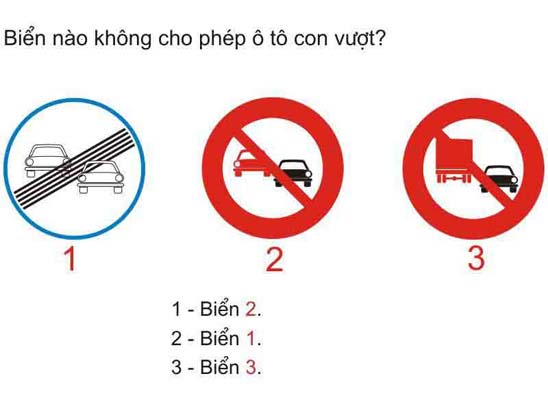 Biển nào không cho phép ô tô con vượt?
1 2 3
1 - Biển 2.
2 - Biển 1.
3 - Biển 3.